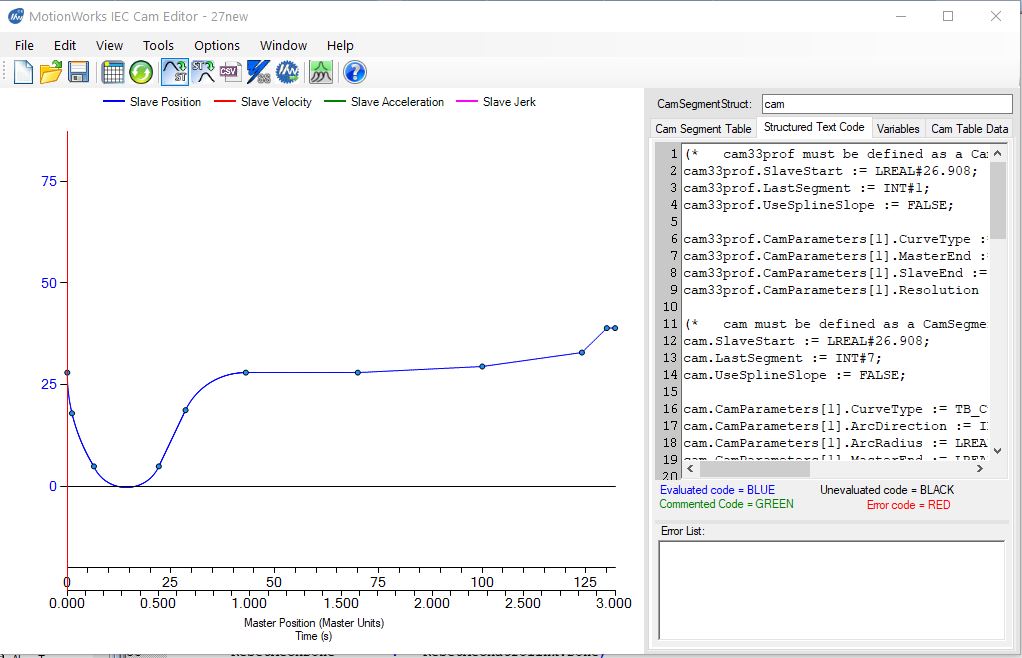 MotionWorks IEC Cam Editor - 27new
File Edit View Tools Options Window Help
ST ST CSV
Slave Position Slave Velocity Slave Acceleration Slave Jerk
75
50
25
0
0 25 50 75 100 125
0.000 0.500 1.000 1.500 2.000 2.500 3.000
Master Position (Master Units)
Time (s)
CamSegmentStruct: cam
Cam Segment Table Structured Text Code Variables Cam Table Data
1 (* cam33prof must be defined as a Ca
2 cam33prof.SlaveStart := LREAL#26.908;
3 cam33prof.LastSegment := INT#1;
4 cam33prof.UseSplineSlope := FALSE;
5
6 cam33prof.CamParameters[1].CurveType :
7 cam33prof.CamParameters[1].MasterEnd :
8 cam33prof.CamParameters[1].SlaveEnd :=
9 cam33prof.CamParameters[1].Resolution
10
11 (* cam must be defined as a CamSegme
12 cam.SlaveStart := LREAL#26.908;
13 cam.LastSegment := INT#7;
14 cam.UseSplineSlope := FALSE;
15
16 cam.CamParameters[1].CurveType := TB_C
17 cam.CamParameters[1].ArcDirection := I
18 cam.CamParameters[1].ArcRadius := LREA
19 cam.CamParameters[1].MasterEnd := LREA
20
Evaluated code = BLUE Unevaluated code = BLACK
Commented Code = GREEN Error code = RED
Error List: